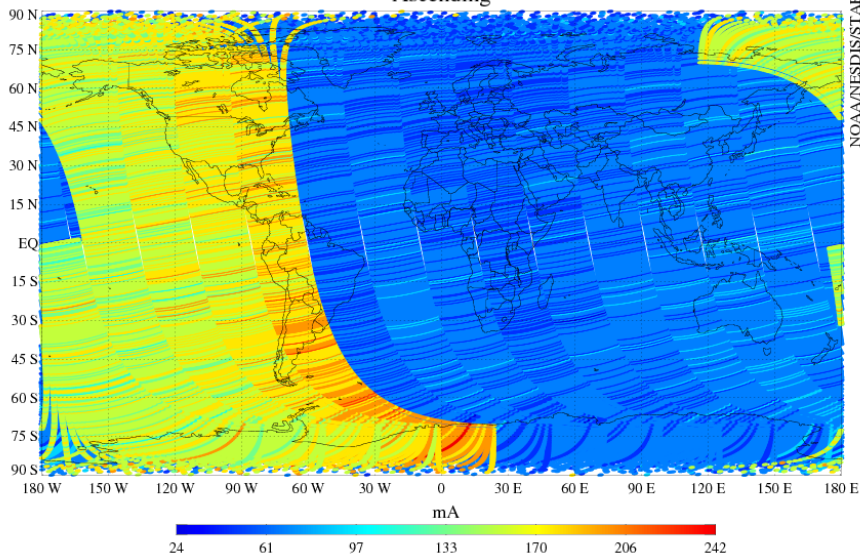 Ascending
90 N
75 N
60 N
45 N
30 N
15 N
EQ
15 S
30 S
45 S
60 S
75 S
90 S
180 W 150 W 120 W 90 W 60 W 30 W 0 30 E 60 E 90 E 120 E 150 E 180 E
mA
24 61 97 133 170 206 242
NOAA/NESDIS/STAR